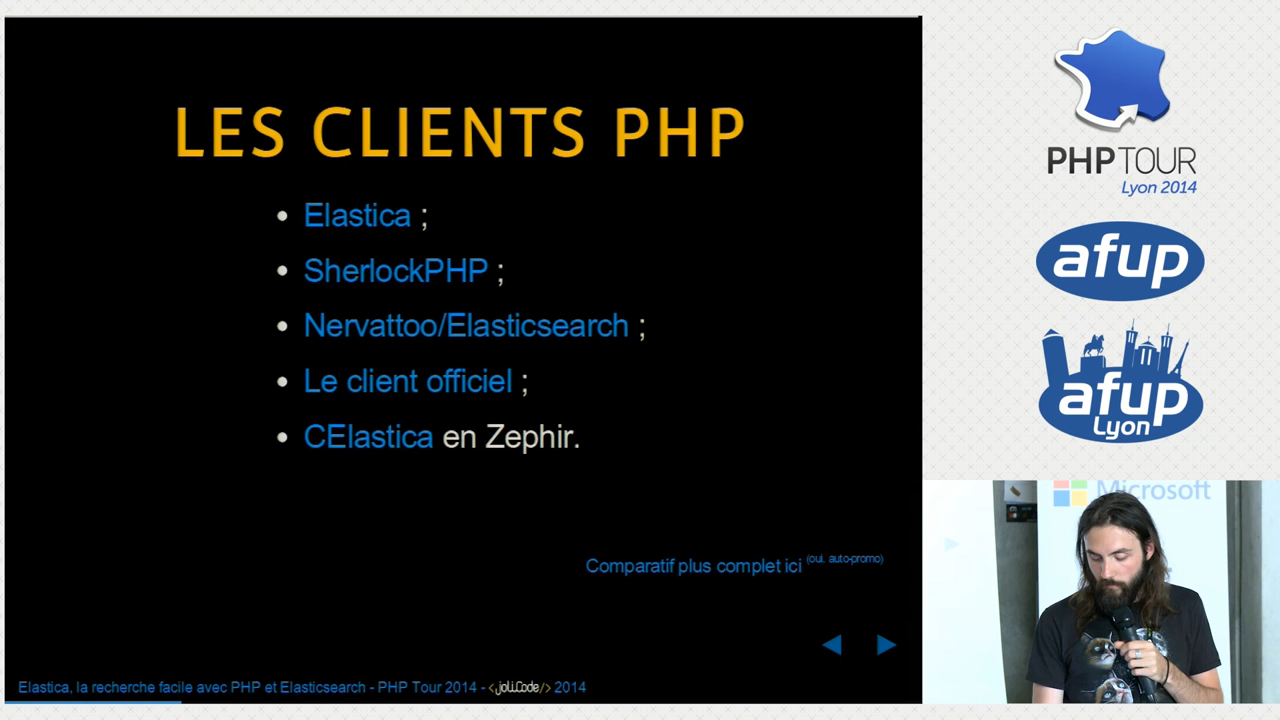 LES CLIENTS PHP
Elastica ;
SherlockPHP ;
Nervattoo/Elasticsearch ;
Le client officiel ;
CElastica en Zephir.
Comparatif plus complet ici (oui, auto-promo)
Elastica, la recherche facile avec PHP et Elasticsearch - PHP Tour 2014 - <joliCode/> 2014
PHPTOUR
Lyon 2014
afup
afup
Lyon
Microsoft